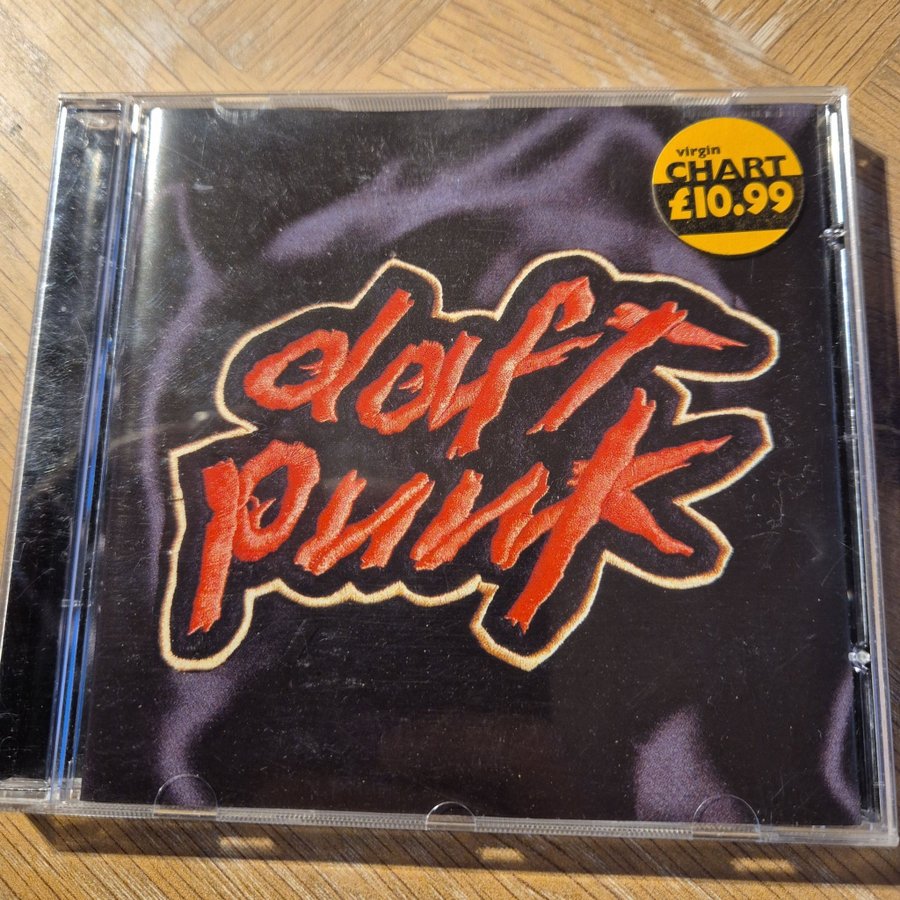 virgin
CHART
£10.99
daft
punk